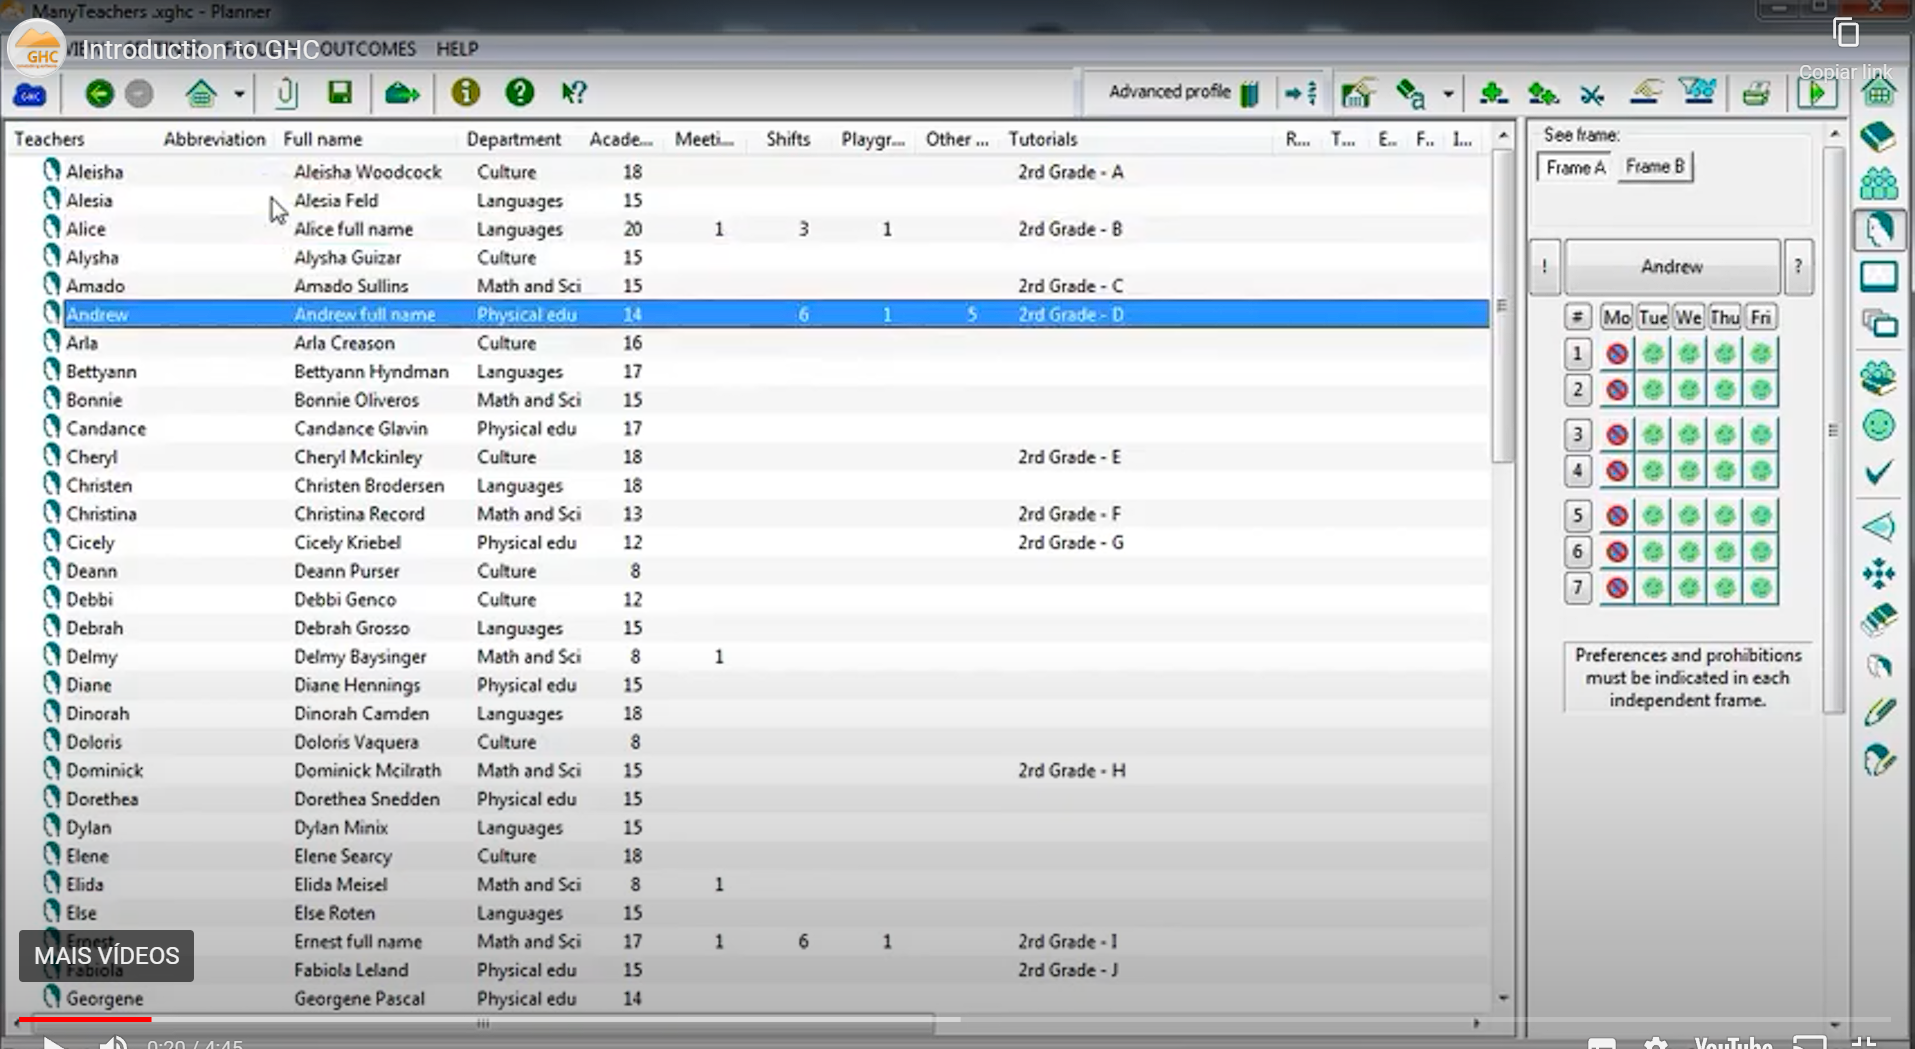 ManyTeachers .xghc - Planner
Introduction to GHC
OUTCOMES HELP
GHC
Copiar link
Advanced profile
Teachers Abbreviation Full name Department Acade... Meeti... Shifts Playgr... Other ... Tutorials R... T... E.. F.. I...
Aleisha Aleisha Woodcock Culture 18 2rd Grade - A
Alesia Alesia Feld Languages 15
Alice Alice full name Languages 20 1 3 1 2rd Grade - B
Alysha Alysha Guizar Culture 15
Amado Amado Sullins Math and Sci 15 2rd Grade - C
Andrew Andrew full name Physical edu 14 6 1 5 2rd Grade - D
Arla Arla Creason Culture 16
Bettyann Bettyann Hyndman Languages 17
Bonnie Bonnie Oliveros Math and Sci 15
Candance Candance Glavin Physical edu 17
Cheryl Cheryl Mckinley Culture 18 2rd Grade - E
Christen Christen Brodersen Languages 18
Christina Christina Record Math and Sci 13 2rd Grade - F
Cicely Cicely Kriebel Physical edu 12 2rd Grade - G
Deann Deann Purser Culture 8
Debbi Debbi Genco Culture 12
Debrah Debrah Grosso Languages 15
Delmy Delmy Baysinger Math and Sci 8 1
Diane Diane Hennings Physical edu 15
Dinorah Dinorah Camden Languages 18
Doloris Doloris Vaquera Culture 8
Dominick Dominick Mcilrath Math and Sci 15 2rd Grade - H
Dorethea Dorethea Snedden Physical edu 15
Dylan Dylan Minix Languages 15
Elene Elene Searcy Culture 18
Elida Elida Meisel Math and Sci 8 1
Else Else Roten Languages 15
Ernest Ernest full name Math and Sci 17 1 6 1 2rd Grade - I
Fabiola Fabiola Leland Physical edu 15 2rd Grade - J
Georgene Georgene Pascal Physical edu 14
MAIS VÍDEOS
See frame:
Frame A Frame B
! Andrew ?
# Mo Tue We Thu Fri
1
2
3
4
5
6
7
Preferences and prohibitions
must be indicated in each
independent frame.
0:20 / 4:45
YouTube